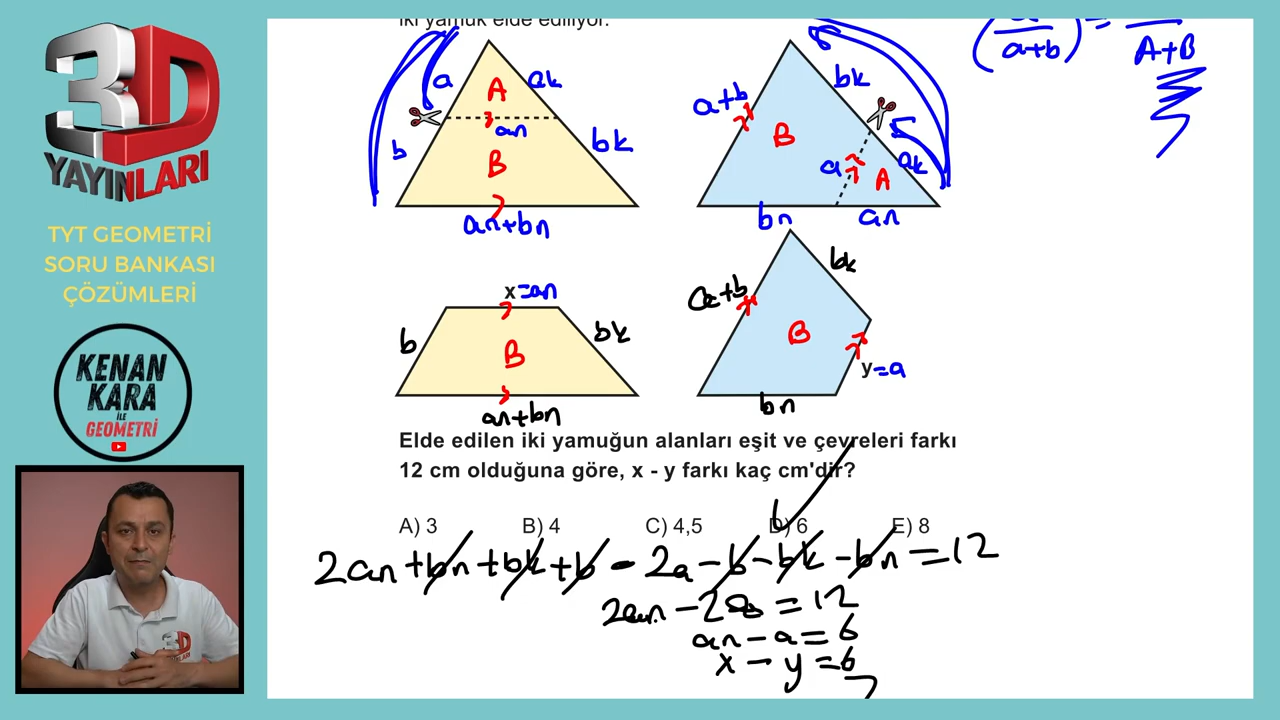 3D
YAYINLARI
TYT GEOMETRİ
SORU BANKASI
ÇÖZÜMLERİ
KENAN
KARA
İLE
GEOMETRİ
3D
YAYINLARI
iki yamuk elde ediliyor.
a
A
ak
an
b
B
bk
an+bn
a+b
B
bk
a
A
ak
bn
an
a+b
A+B
x=an
b
B
bk
an+bn
a+b
B
bk
y=a
bn
Elde edilen iki yamuğun alanları eşit ve çevreleri farkı
12 cm olduğuna göre, x - y farkı kaç cm'dir?
A) 3 B) 4 C) 4,5 D) 6 E) 8
2an+bn+bk+b-2a-b-bk-bn=12
2an-2a=12
an-a=6
x-y=6